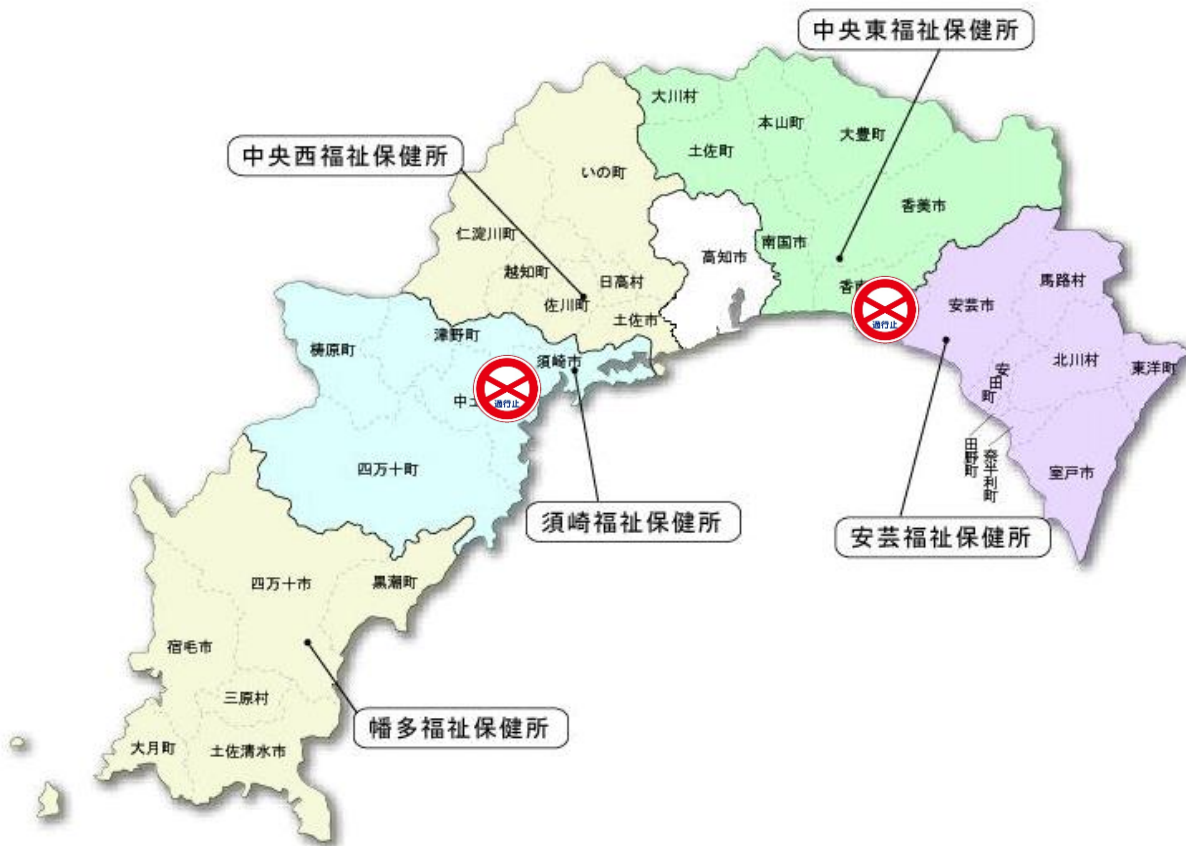 中央東福祉保健所
中央西福祉保健所
大川村
本山町
大豊町
土佐町
いの町
香美市
仁淀川町
越知町
日高村
佐川町
土佐市
高知市
南国市
通行止
安芸市
馬路村
北川村
東洋町
安田町
田野町
奈半利町
室戸市
梼原町
津野町
須崎市
通行止
四万十町
須崎福祉保健所
安芸福祉保健所
四万十市
黒潮町
宿毛市
三原村
大月町
土佐清水市
幡多福祉保健所